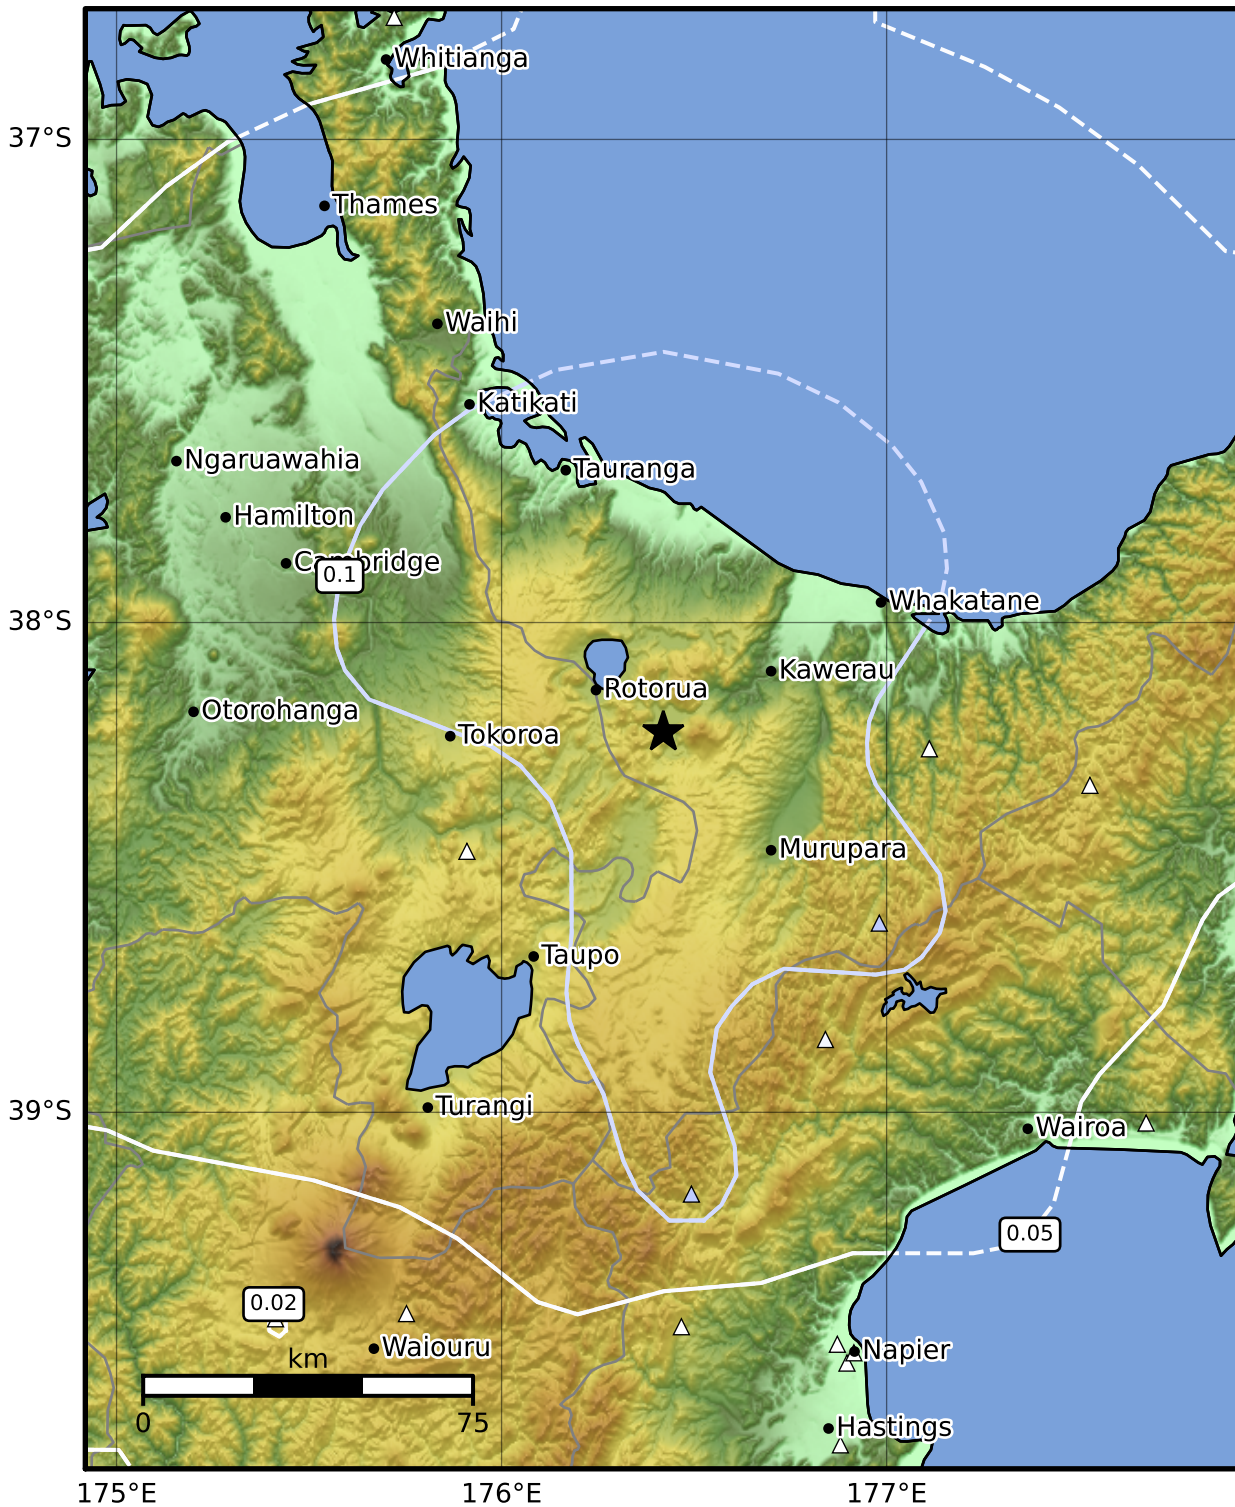 Whitianga
37°S
Thames
Waihi
Katikati
Ngaruawahia
Tauranga
Hamilton
Cambridge
0.1
Whakatane
38°S
Kawerau
Rotorua
Otorohanga
Tokoroa
Murupara
Taupo
Turangi
39°S
Wairoa
0.05
0.02
Waiouru
Napier
km
0 75
Hastings
175°E 176°E 177°E